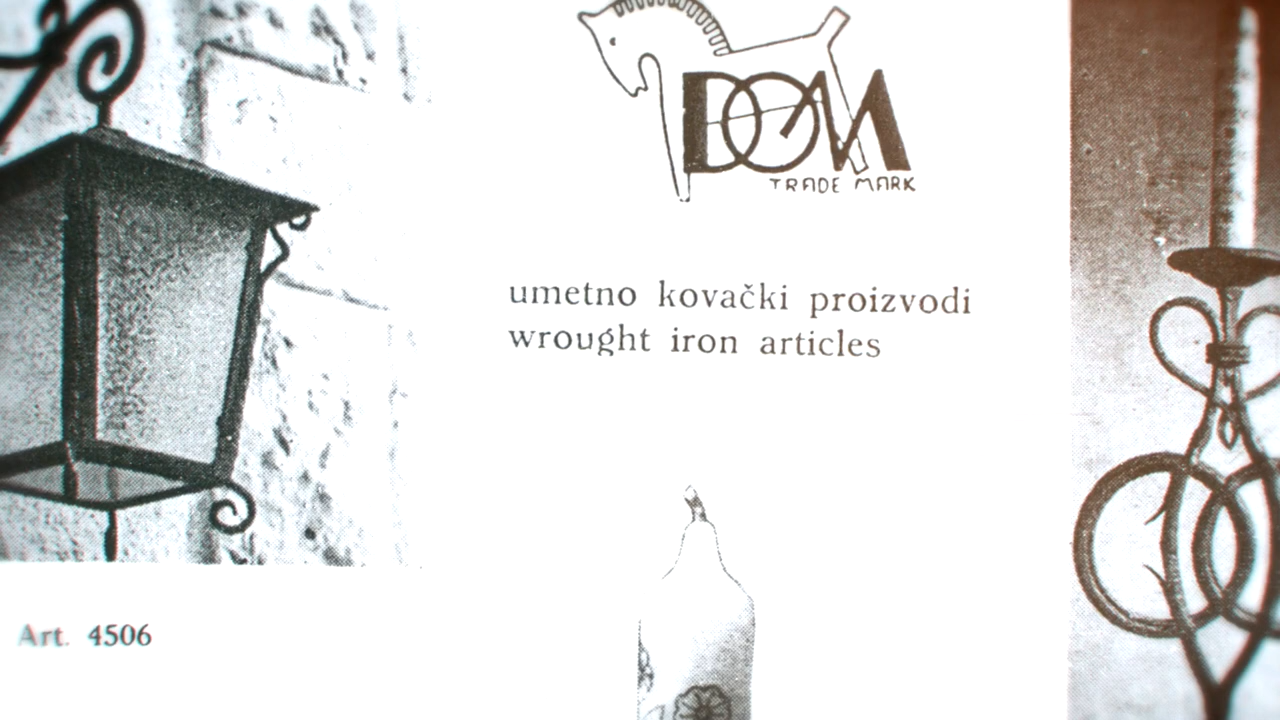 DOM
TRADE MARK
umetno kovački proizvodi
wrought iron articles
Art. 4506